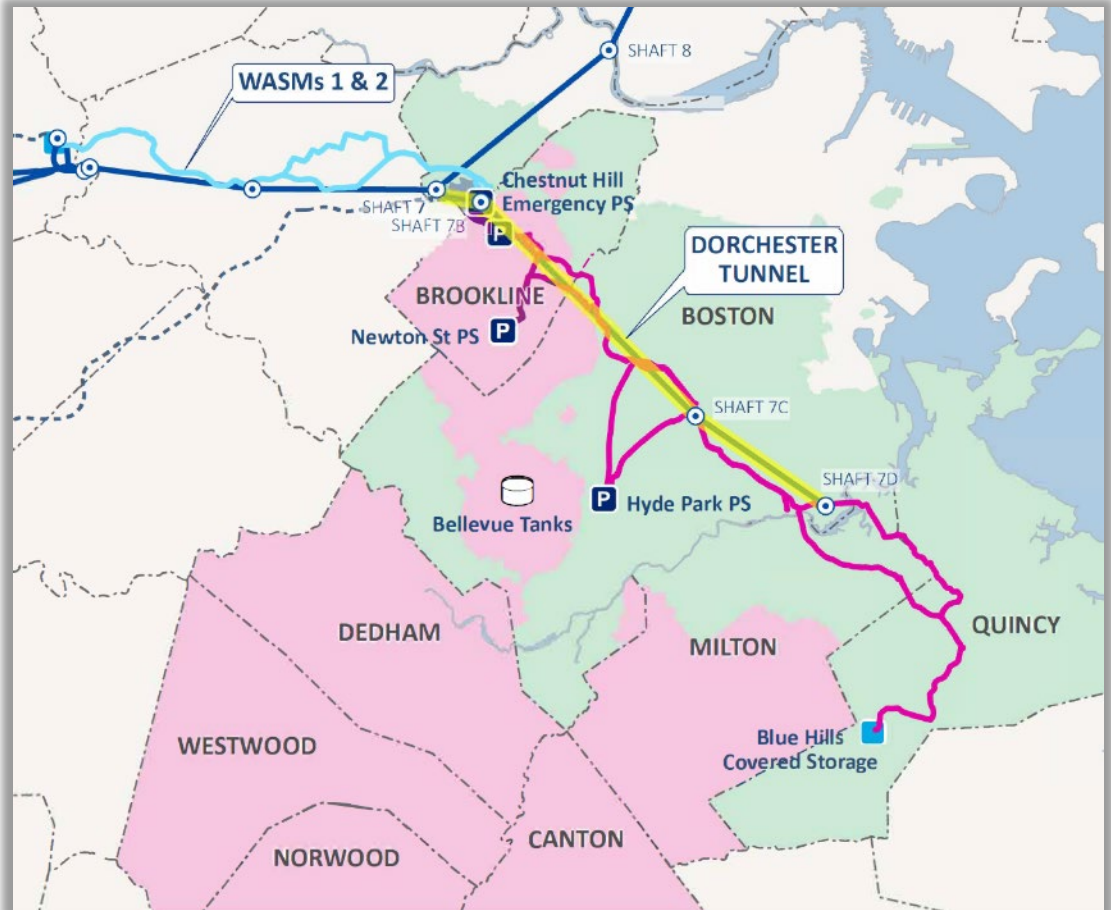 SHAFT 8
WASMs 1 & 2
Chestnut Hill
Emergency PS
SHAFT 7
SHAFT 7B
P
DORCHESTER
TUNNEL
BROOKLINE
BOSTON
Newton St PS
P
SHAFT 7C
SHAFT 7D
P
Hyde Park PS
Bellevue Tanks
DEDHAM
MILTON
QUINCY
WESTWOOD
Blue Hills
Covered Storage
CANTON
NORWOOD